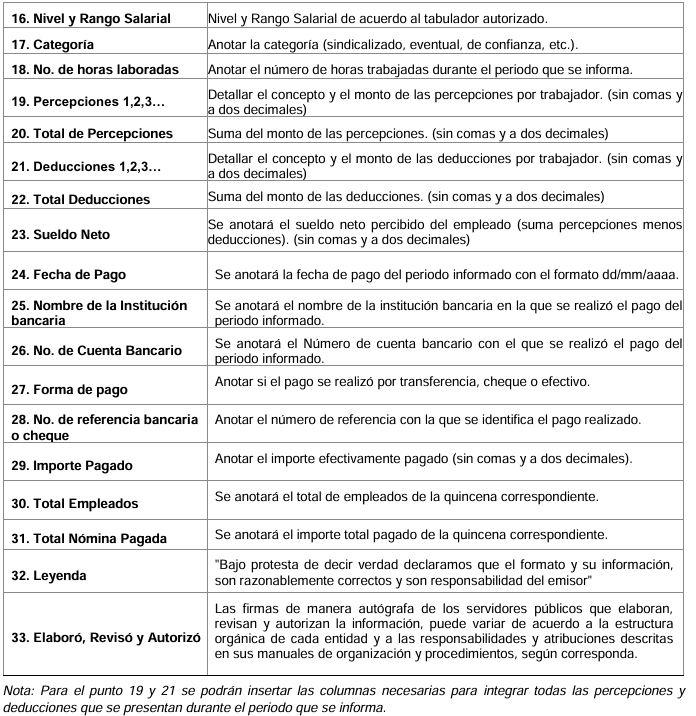 16. Nivel y Rango Salarial
Nivel y Rango Salarial de acuerdo al tabulador autorizado.
17. Categoría
Anotar la categoría (sindicalizado, eventual, de confianza, etc.).
18. No. de horas laboradas
Anotar el número de horas trabajadas durante el periodo que se informa.
19. Percepciones 1,2,3…
Detallar el concepto y el monto de las percepciones por trabajador. (sin comas y
a dos decimales)
20. Total de Percepciones
Suma del monto de las percepciones. (sin comas y a dos decimales)
21. Deducciones 1,2,3…
Detallar el concepto y el monto de las deducciones por trabajador. (sin comas y
a dos decimales)
22. Total Deducciones
Suma del monto de las deducciones. (sin comas y a dos decimales)
23. Sueldo Neto
Se anotará el sueldo neto percibido del empleado (suma percepciones menos
deducciones). (sin comas y a dos decimales)
24. Fecha de Pago
Se anotará la fecha de pago del periodo informado con el formato dd/mm/aaaa.
25. Nombre de la Institución
bancaria
Se anotará el nombre de la institución bancaria en la que se realizó el pago del
periodo informado.
26. No. de Cuenta Bancario
Se anotará el Número de cuenta bancario con el que se realizó el pago del
periodo informado.
27. Forma de pago
Anotar si el pago se realizó por transferencia, cheque o efectivo.
28. No. de referencia bancaria
o cheque
Anotar el número de referencia con la que se identifica el pago realizado.
29. Importe Pagado
Anotar el importe efectivamente pagado (sin comas y a dos decimales).
30. Total Empleados
Se anotará el total de empleados de la quincena correspondiente.
31. Total Nómina Pagada
Se anotará el importe total pagado de la quincena correspondiente.
32. Leyenda
"Bajo protesta de decir verdad declaramos que el formato y su información,
son razonablemente correctos y son responsabilidad del emisor"
33. Elaboró, Revisó y Autorizó
Las firmas de manera autógrafa de los servidores públicos que elaboran,
revisan y autorizan la información, puede variar de acuerdo a la estructura
orgánica de cada entidad y a las responsabilidades y atribuciones descritas
en sus manuales de organización y procedimientos, según corresponda.
Nota: Para el punto 19 y 21 se podrán insertar las columnas necesarias para integrar todas las percepciones y
deducciones que se presentan durante el periodo que se informa.